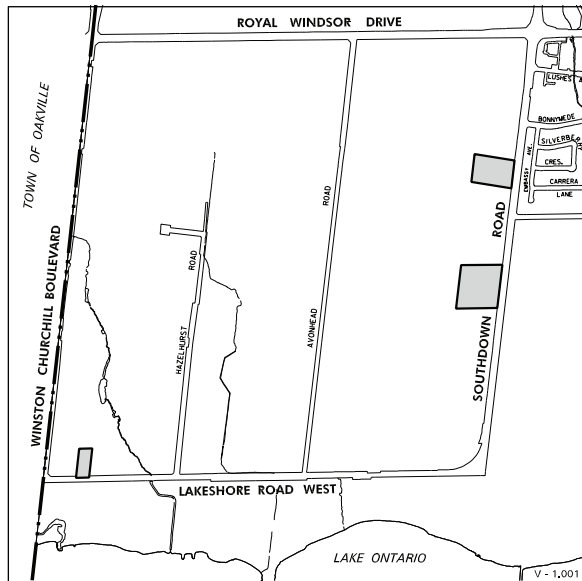 ROYAL WINDSOR DRIVE
TOWN OF OAKVILLE
LUSHES
BONNYMEDE
SILVERBI
CRES.
EMBASSY AVE.
CARRERA
LANE
ROAD
ROAD
ROAD
WINSTON CHURCHILL BOULEVARD
HAZELHURST
AVONHEAD
SOUTHDOWN
LAKESHORE ROAD WEST
LAKE ONTARIO
V - 1.001